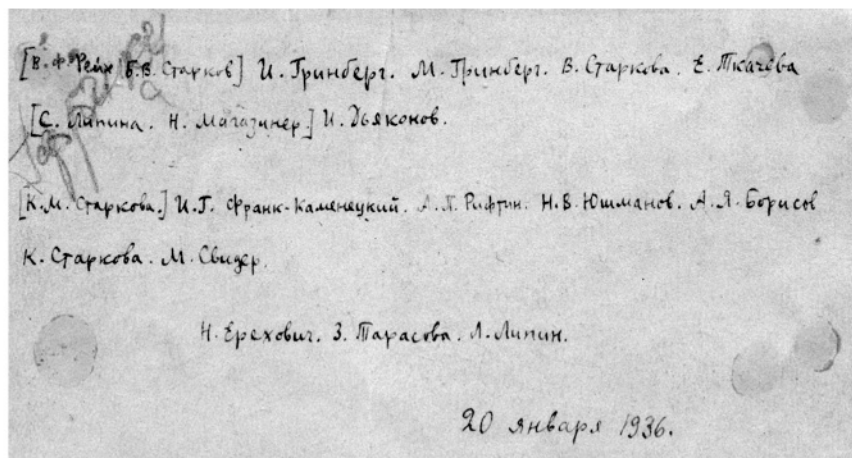 [В. Ф. Рейх [Б. В. Старков] И. Гринберг. М. Гринберг. В. Старкова. Е. Ткачева
[С. Липина. Н. Магазинер.] И. Дьяконов.
[К. М. Старкова.] И. Г. Франк-Каменецкий. А. П. Рифтин. Н. В. Юшманов. А. Я. Борисов
К. Старкова. М. Свидер.
Н. Ерехович. З. Тарасова. Л. Липин.
20 января 1936.